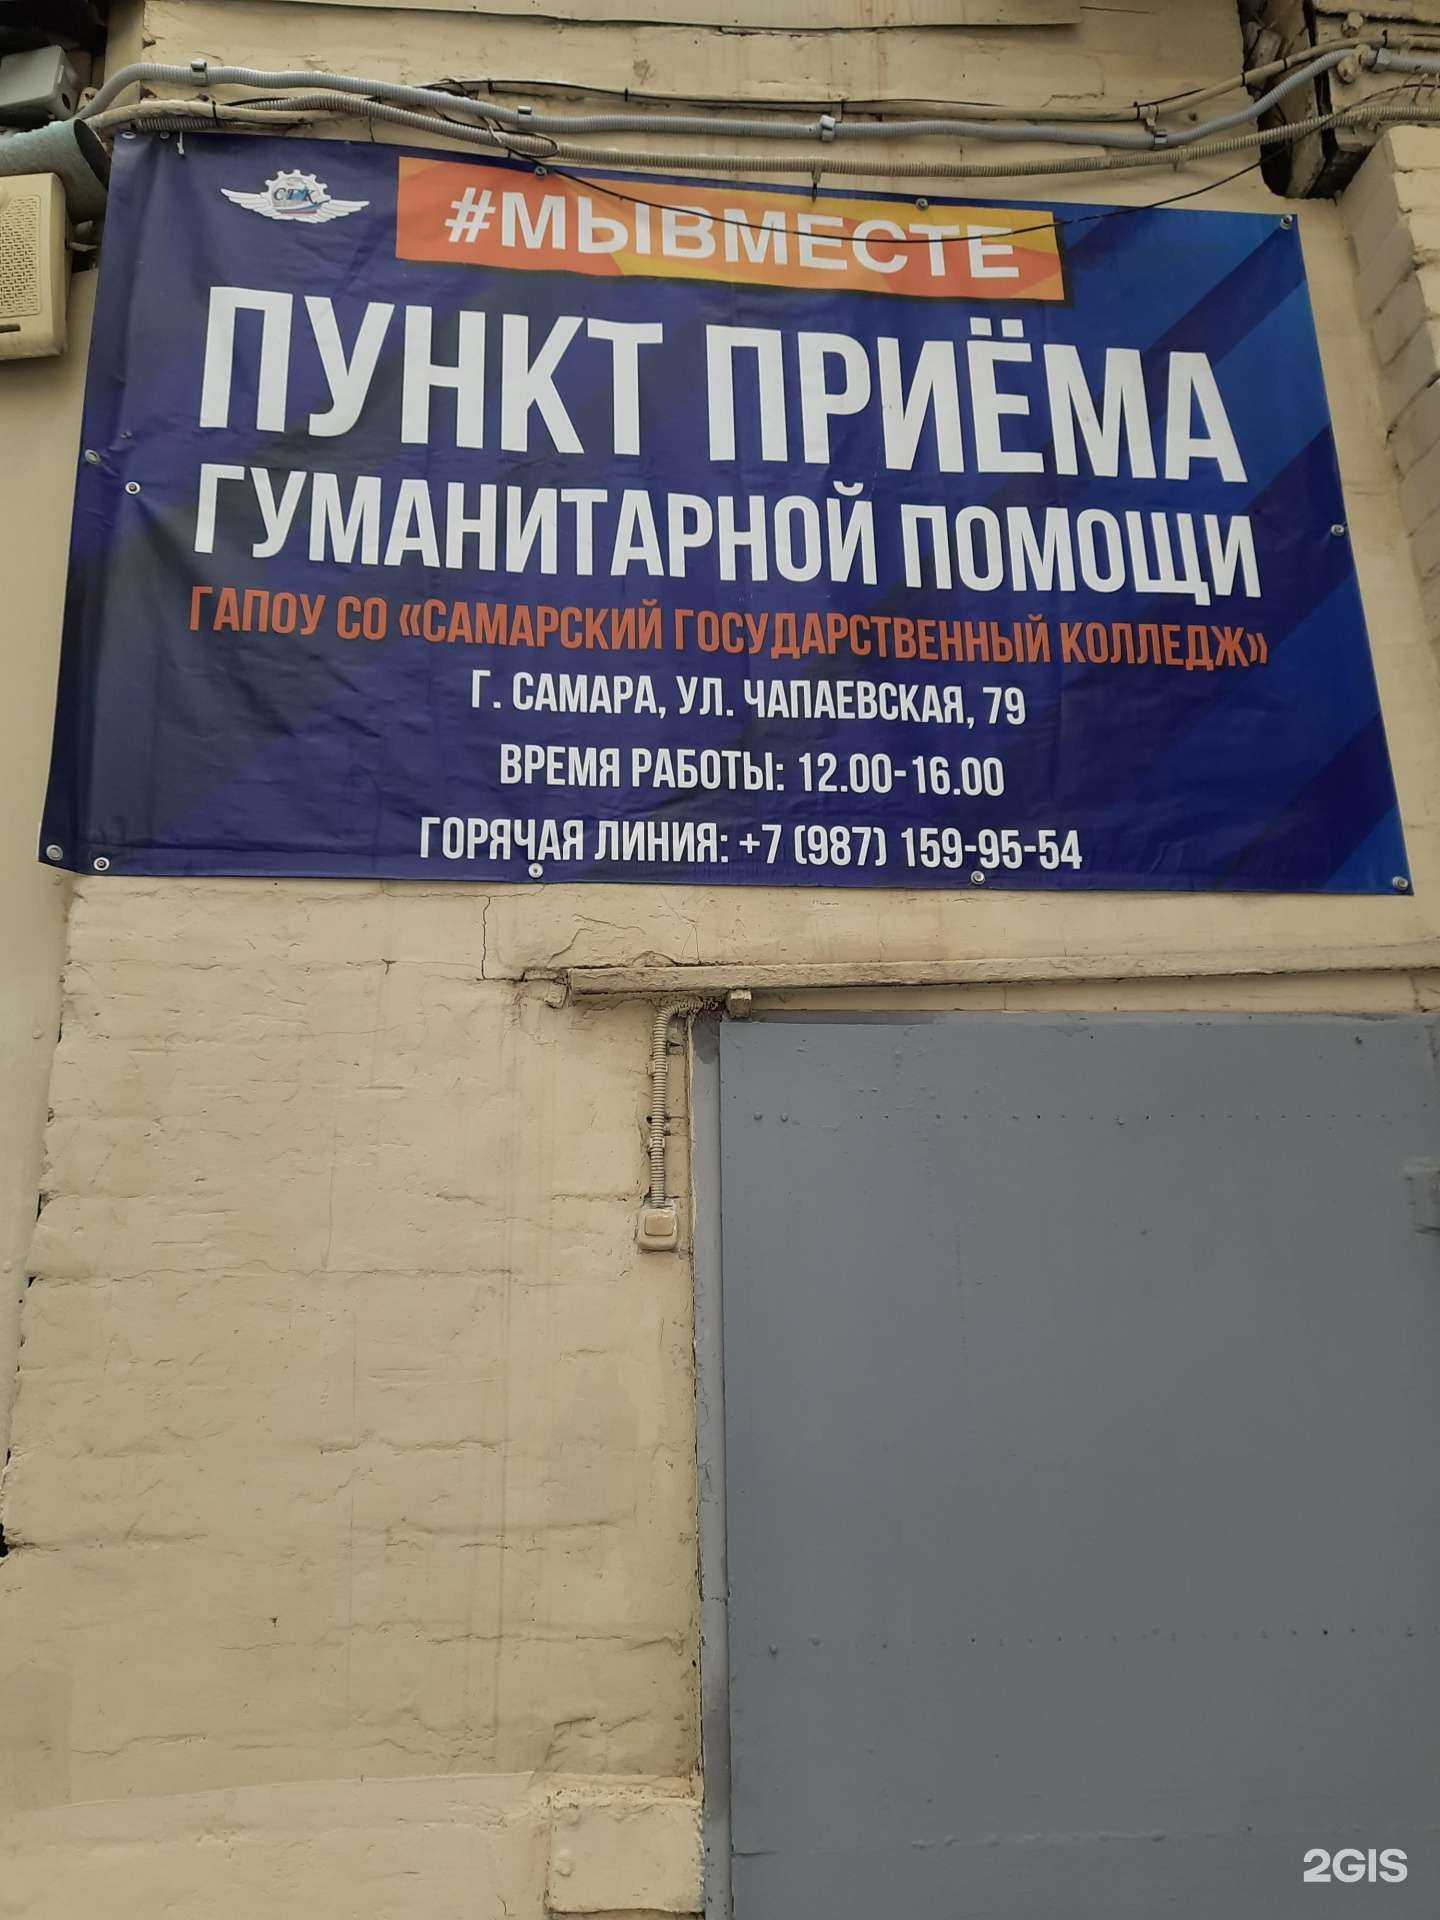 СГК
#МЫВМЕСТЕ
ПУНКТ ПРИЁМА
ГУМАНИТАРНОЙ ПОМОЩИ
ГАПОУ СО «САМАРСКИЙ ГОСУДАРСТВЕННЫЙ КОЛЛЕДЖ»
Г. САМАРА, УЛ. ЧАПАЕВСКАЯ, 79
ВРЕМЯ РАБОТЫ: 12.00-16.00
ГОРЯЧАЯ ЛИНИЯ: +7 (987) 159-95-54
2GIS